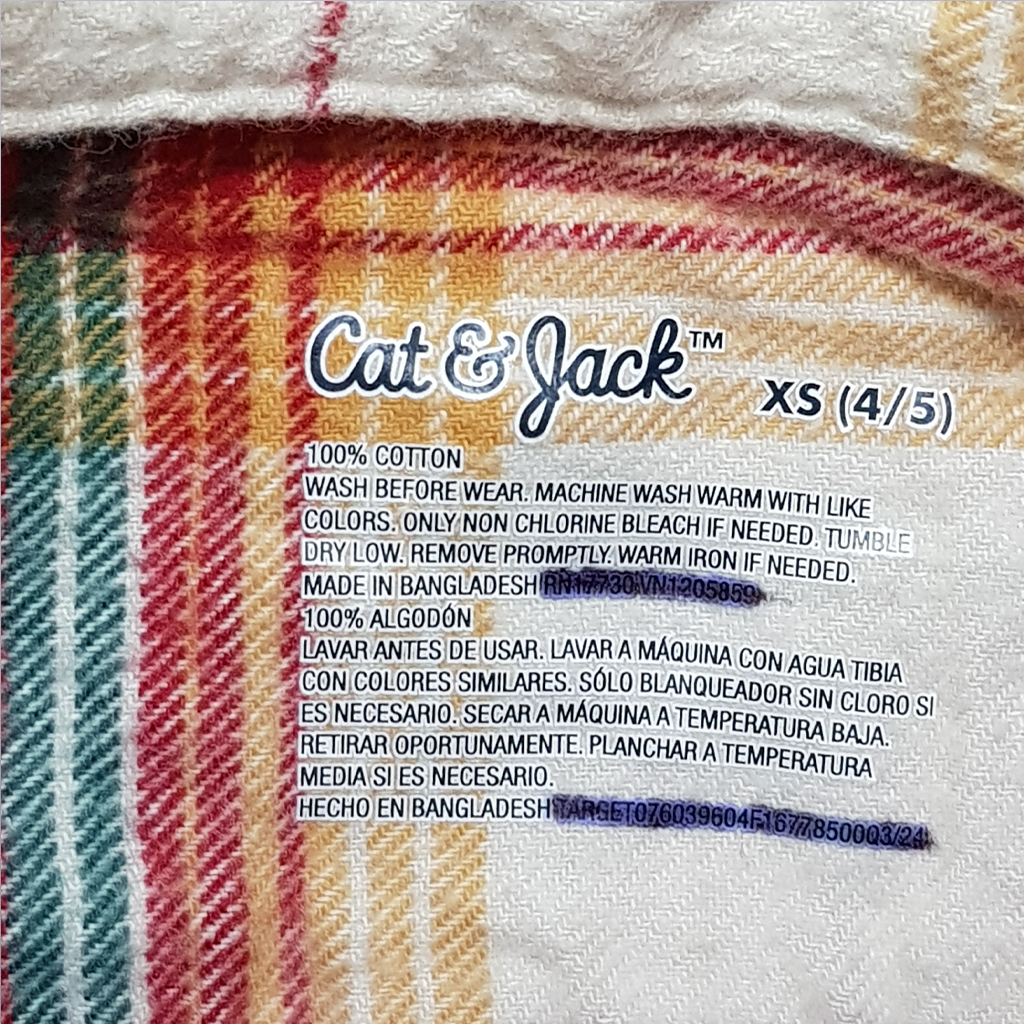 Cat & Jack™
XS (4/5)
100% COTTON
WASH BEFORE WEAR. MACHINE WASH WARM WITH LIKE
COLORS. ONLY NON CHLORINE BLEACH IF NEEDED. TUMBLE
DRY LOW. REMOVE PROMPTLY. WARM IRON IF NEEDED.
MADE IN BANGLADESH RN17730 VN1205859
100% ALGODÓN
LAVAR ANTES DE USAR. LAVAR A MÁQUINA CON AGUA TIBIA
CON COLORES SIMILARES. SÓLO BLANQUEADOR SIN CLORO SI
ES NECESARIO. SECAR A MÁQUINA A TEMPERATURA BAJA.
RETIRAR OPORTUNAMENTE. PLANCHAR A TEMPERATURA
MEDIA SI ES NECESARIO.
HECHO EN BANGLADESH